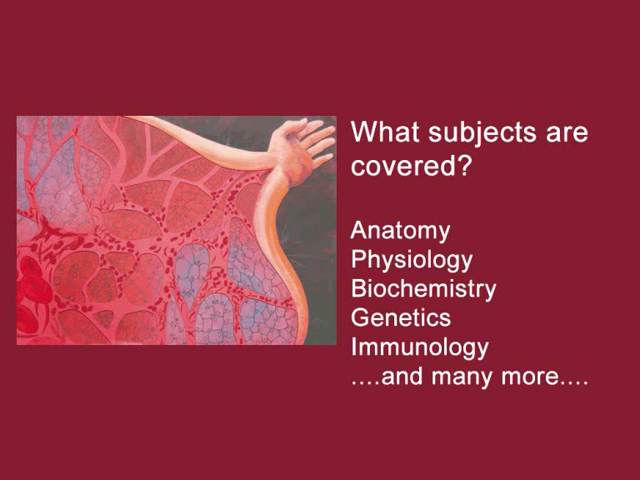 What subjects are
covered?
Anatomy
Physiology
Biochemistry
Genetics
Immunology
....and many more....